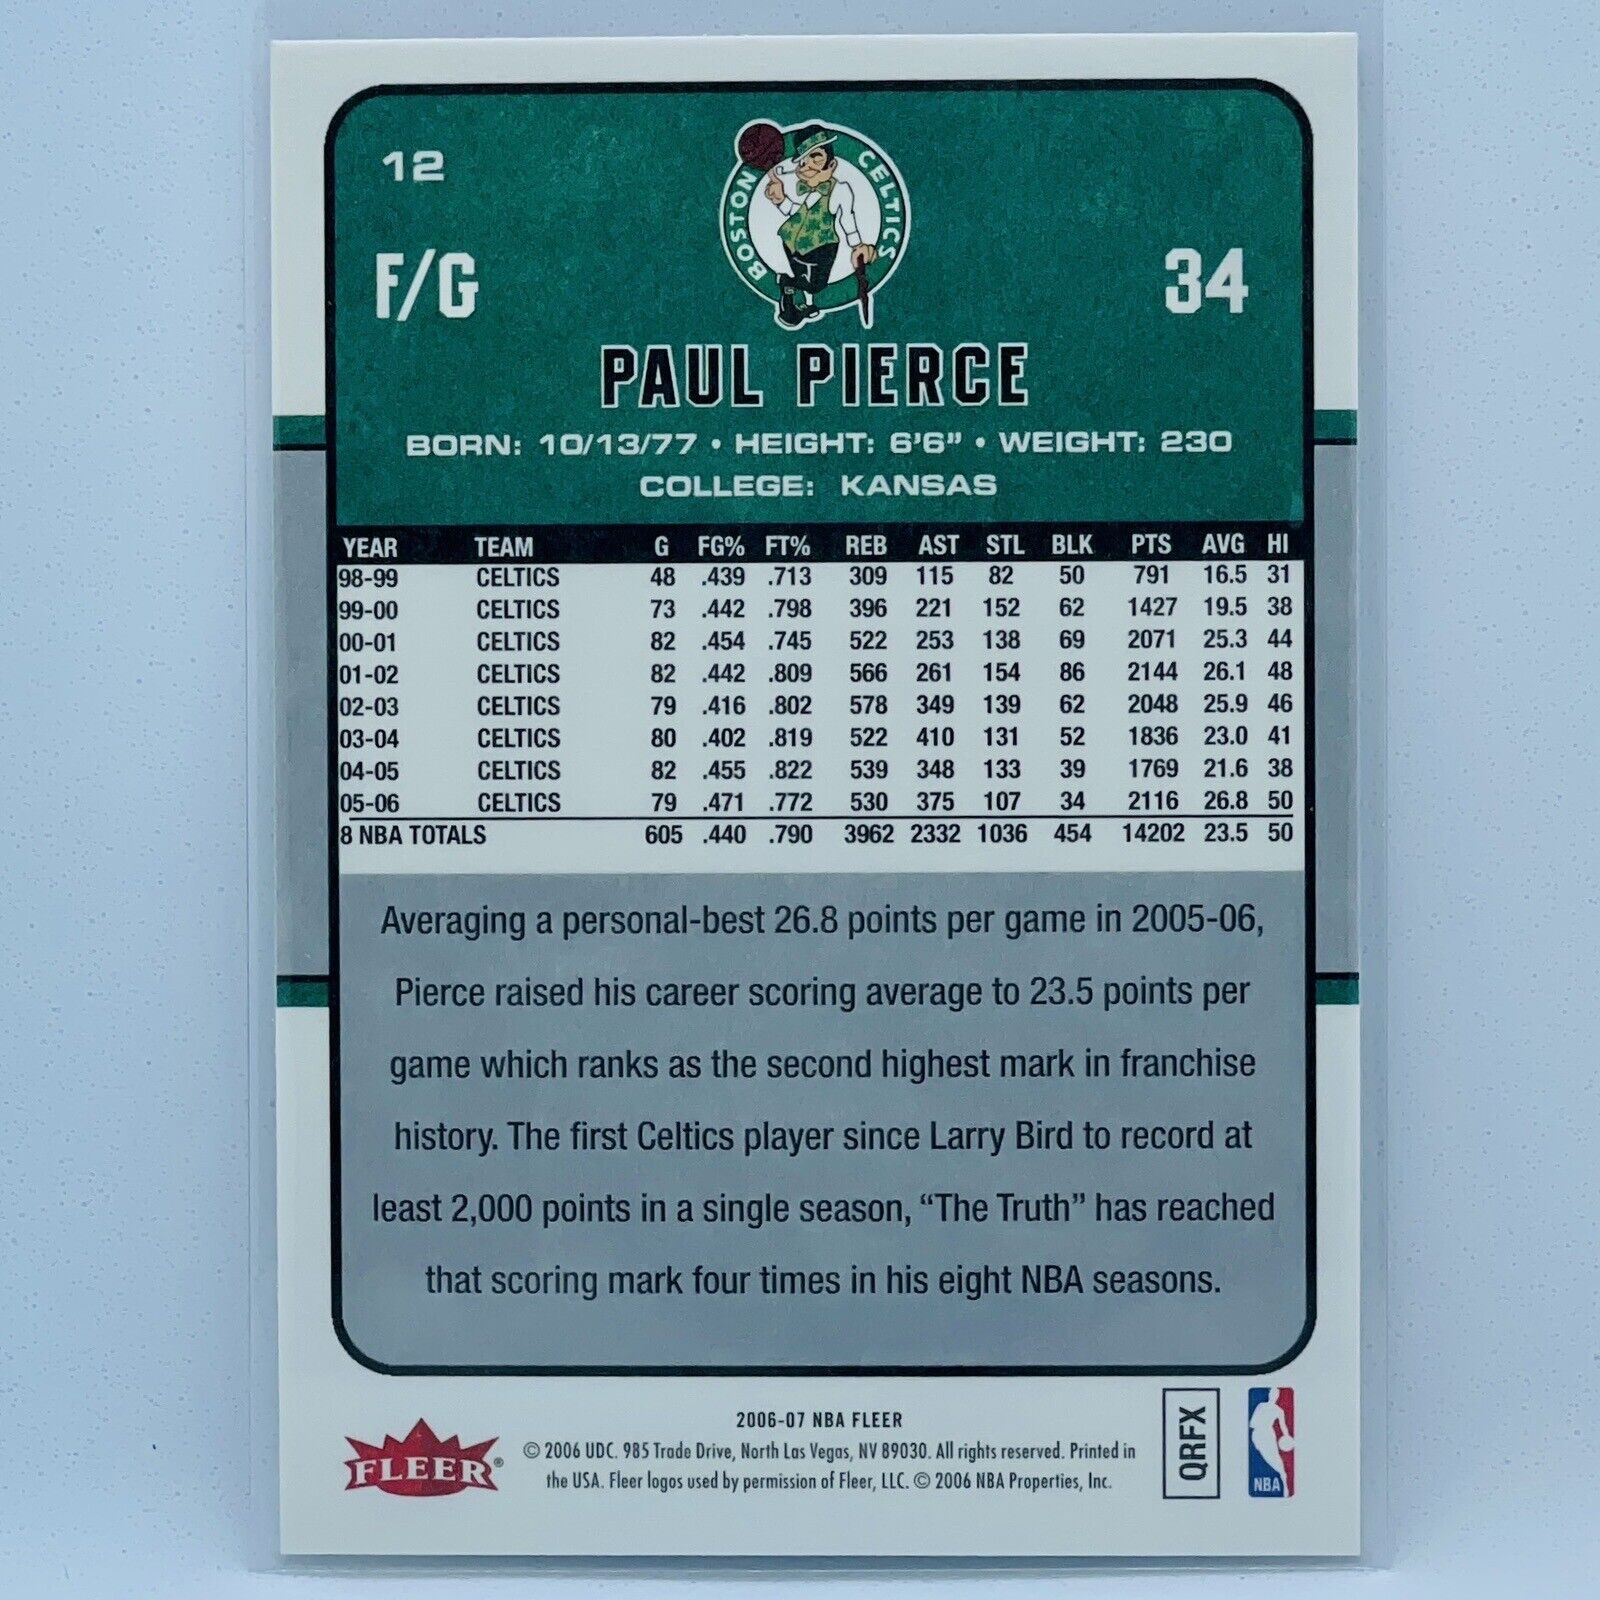 12
BOSTON CELTICS
F/G
34
PAUL PIERCE
BORN: 10/13/77 • HEIGHT: 6'6" • WEIGHT: 230
COLLEGE: KANSAS
YEAR TEAM G FG% FT% REB AST STL BLK PTS AVG HI
98-99 CELTICS 48 .439 .713 309 115 82 50 791 16.5 31
99-00 CELTICS 73 .442 .798 396 221 152 62 1427 19.5 38
00-01 CELTICS 82 .454 .745 522 253 138 69 2071 25.3 44
01-02 CELTICS 82 .442 .809 566 261 154 86 2144 26.1 48
02-03 CELTICS 79 .416 .802 578 349 139 62 2048 25.9 46
03-04 CELTICS 80 .402 .819 522 410 131 52 1836 23.0 41
04-05 CELTICS 82 .455 .822 539 348 133 39 1769 21.6 38
05-06 CELTICS 79 .471 .772 530 375 107 34 2116 26.8 50
8 NBA TOTALS 605 .440 .790 3962 2332 1036 454 14202 23.5 50
Averaging a personal-best 26.8 points per game in 2005-06,
Pierce raised his career scoring average to 23.5 points per
game which ranks as the second highest mark in franchise
history. The first Celtics player since Larry Bird to record at
least 2,000 points in a single season, “The Truth” has reached
that scoring mark four times in his eight NBA seasons.
FLEER®
2006-07 NBA FLEER
© 2006 UDC. 985 Trade Drive, North Las Vegas, NV 89030. All rights reserved. Printed in
the USA. Fleer logos used by permission of Fleer, LLC. © 2006 NBA Properties, Inc.
QRFX
NBA